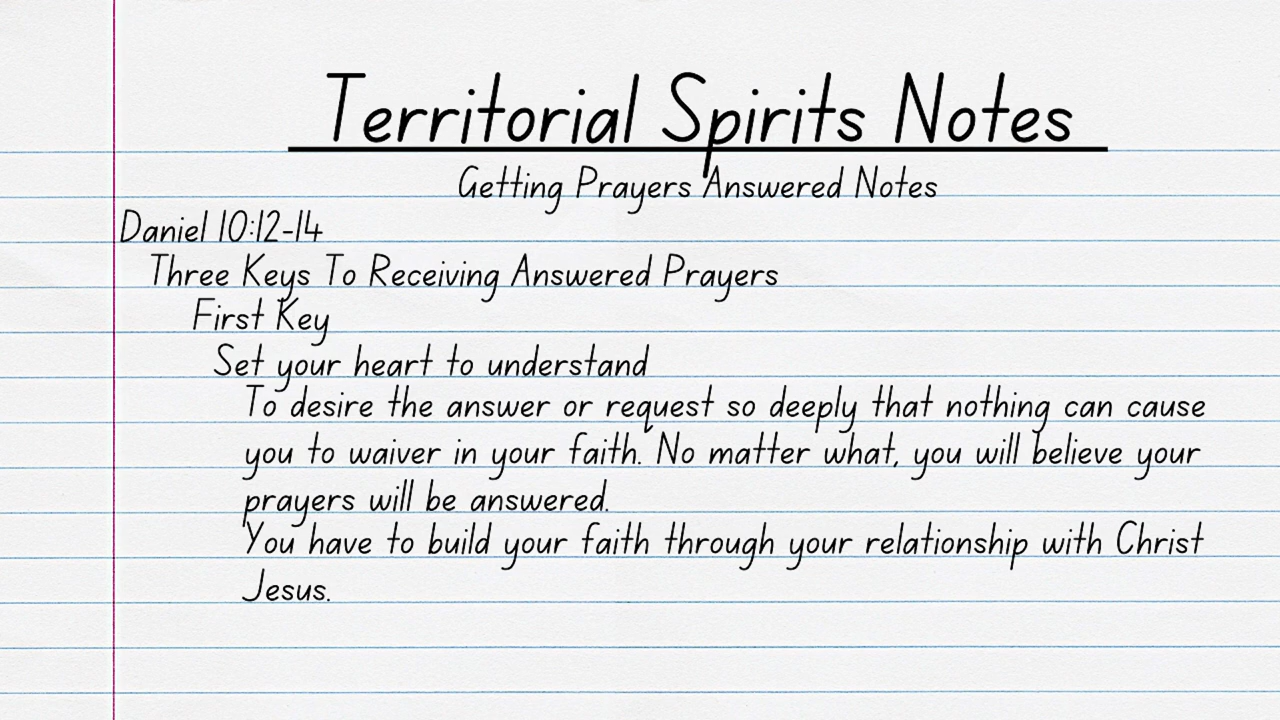 Territorial Spirits Notes
Getting Prayers Answered Notes
Daniel 10:12-14
Three Keys To Receiving Answered Prayers
First Key
Set your heart to understand
To desire the answer or request so deeply that nothing can cause
you to waiver in your faith. No matter what, you will believe your
prayers will be answered.
You have to build your faith through your relationship with Christ
Jesus.